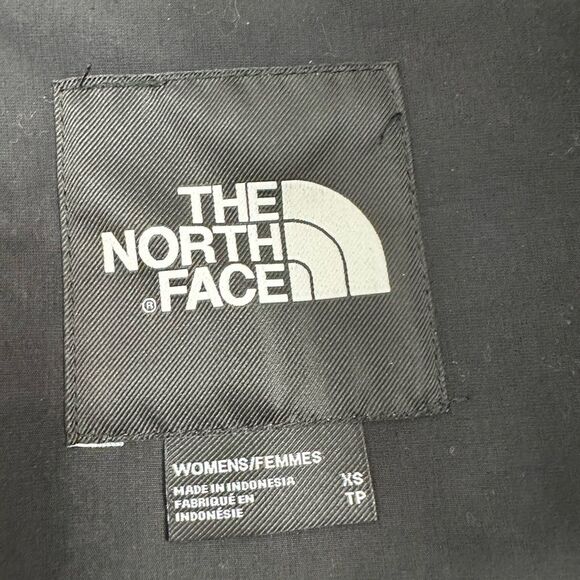 THE
NORTH
® FACE
WOMENS/FEMMES
MADE IN INDONESIA XS
FABRIQUÉ EN TP
INDONÉSIE